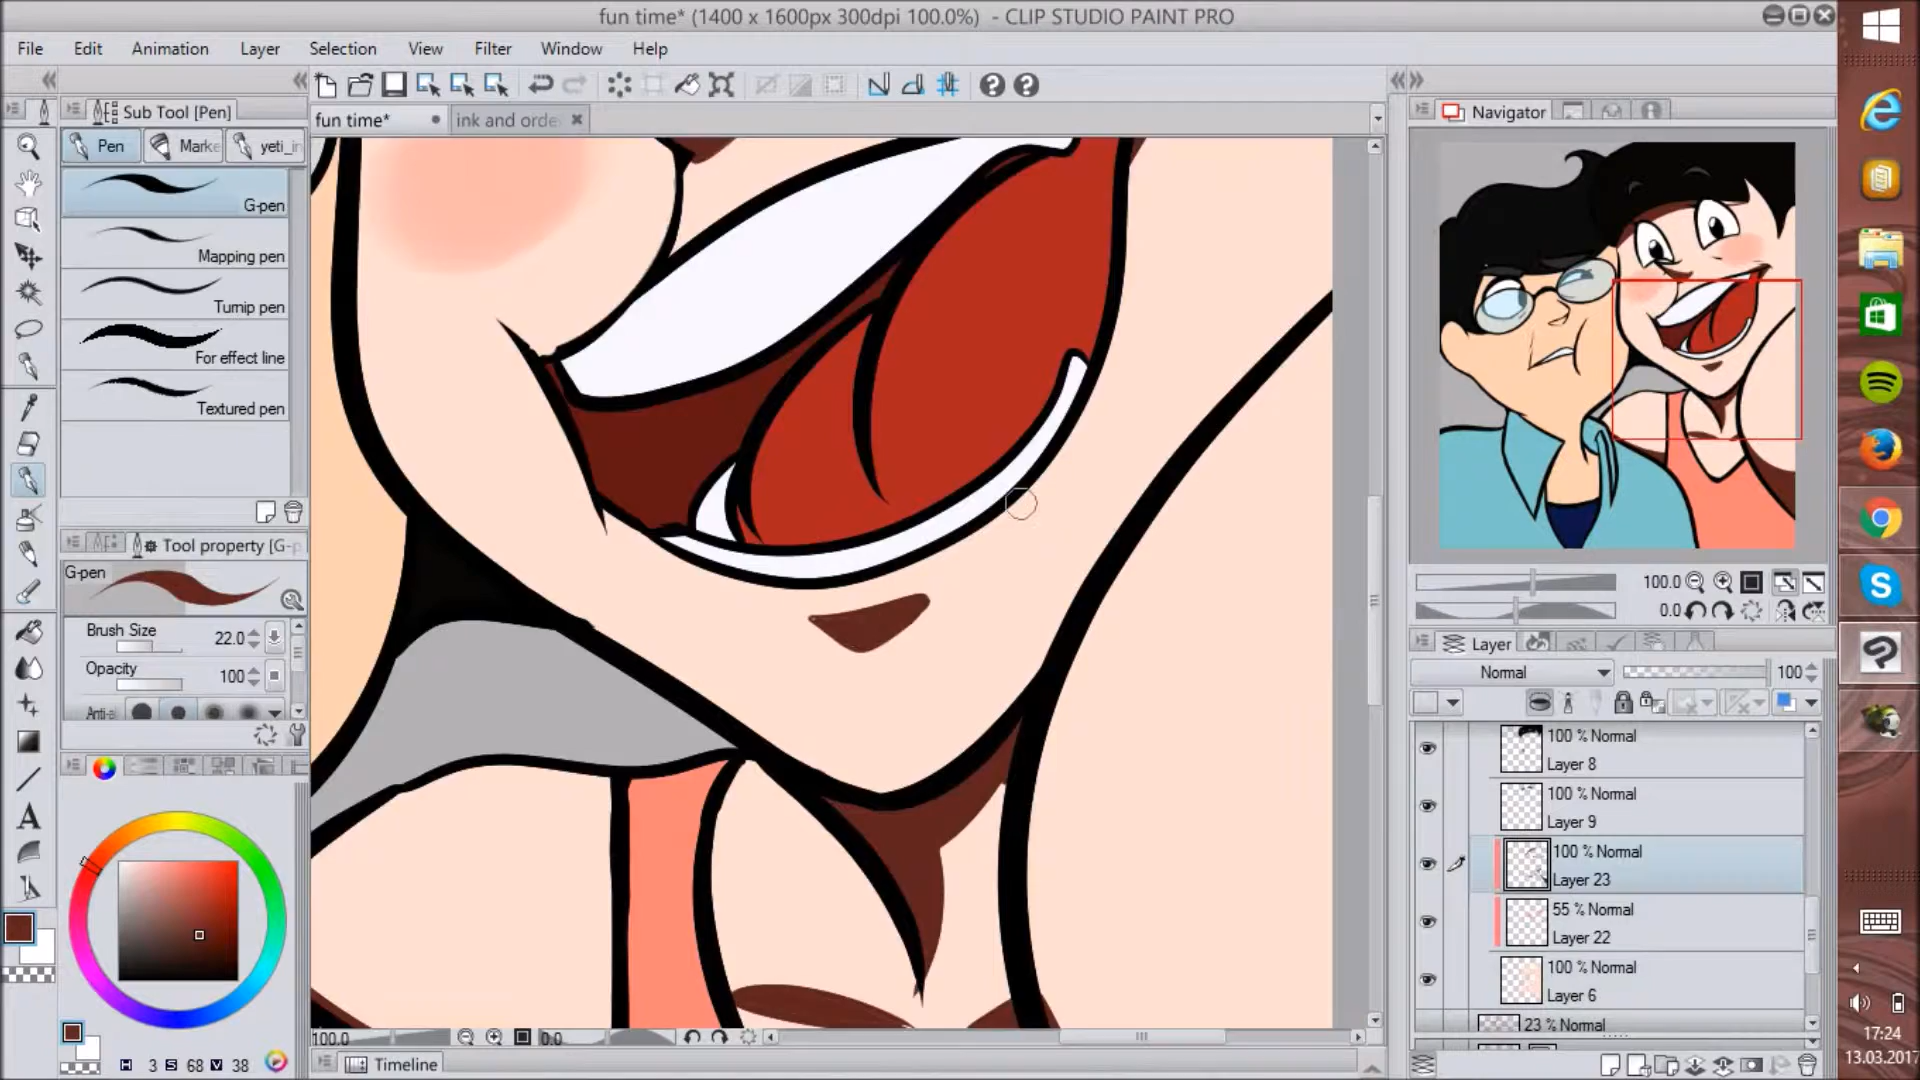 fun time* (1400 x 1600px 300dpi 100.0%) - CLIP STUDIO PAINT PRO
File Edit Animation Layer Selection View Filter Window Help
Sub Tool [Pen]
fun time* ink and orde
Navigator
Pen Marke yeti_in
G-pen
Mapping pen
Turnip pen
For effect line
Textured pen
Tool property [G-p
G-pen
Brush Size 22.0
Opacity 100
Anti-a
100.0
0.0
Layer
Normal 100
100 % Normal
Layer 8
100 % Normal
Layer 9
100 % Normal
Layer 23
55 % Normal
Layer 22
100 % Normal
Layer 6
23 % Normal
H 3 S 68 V 38
100.0 0.0
Timeline
17:24
13.03.2017